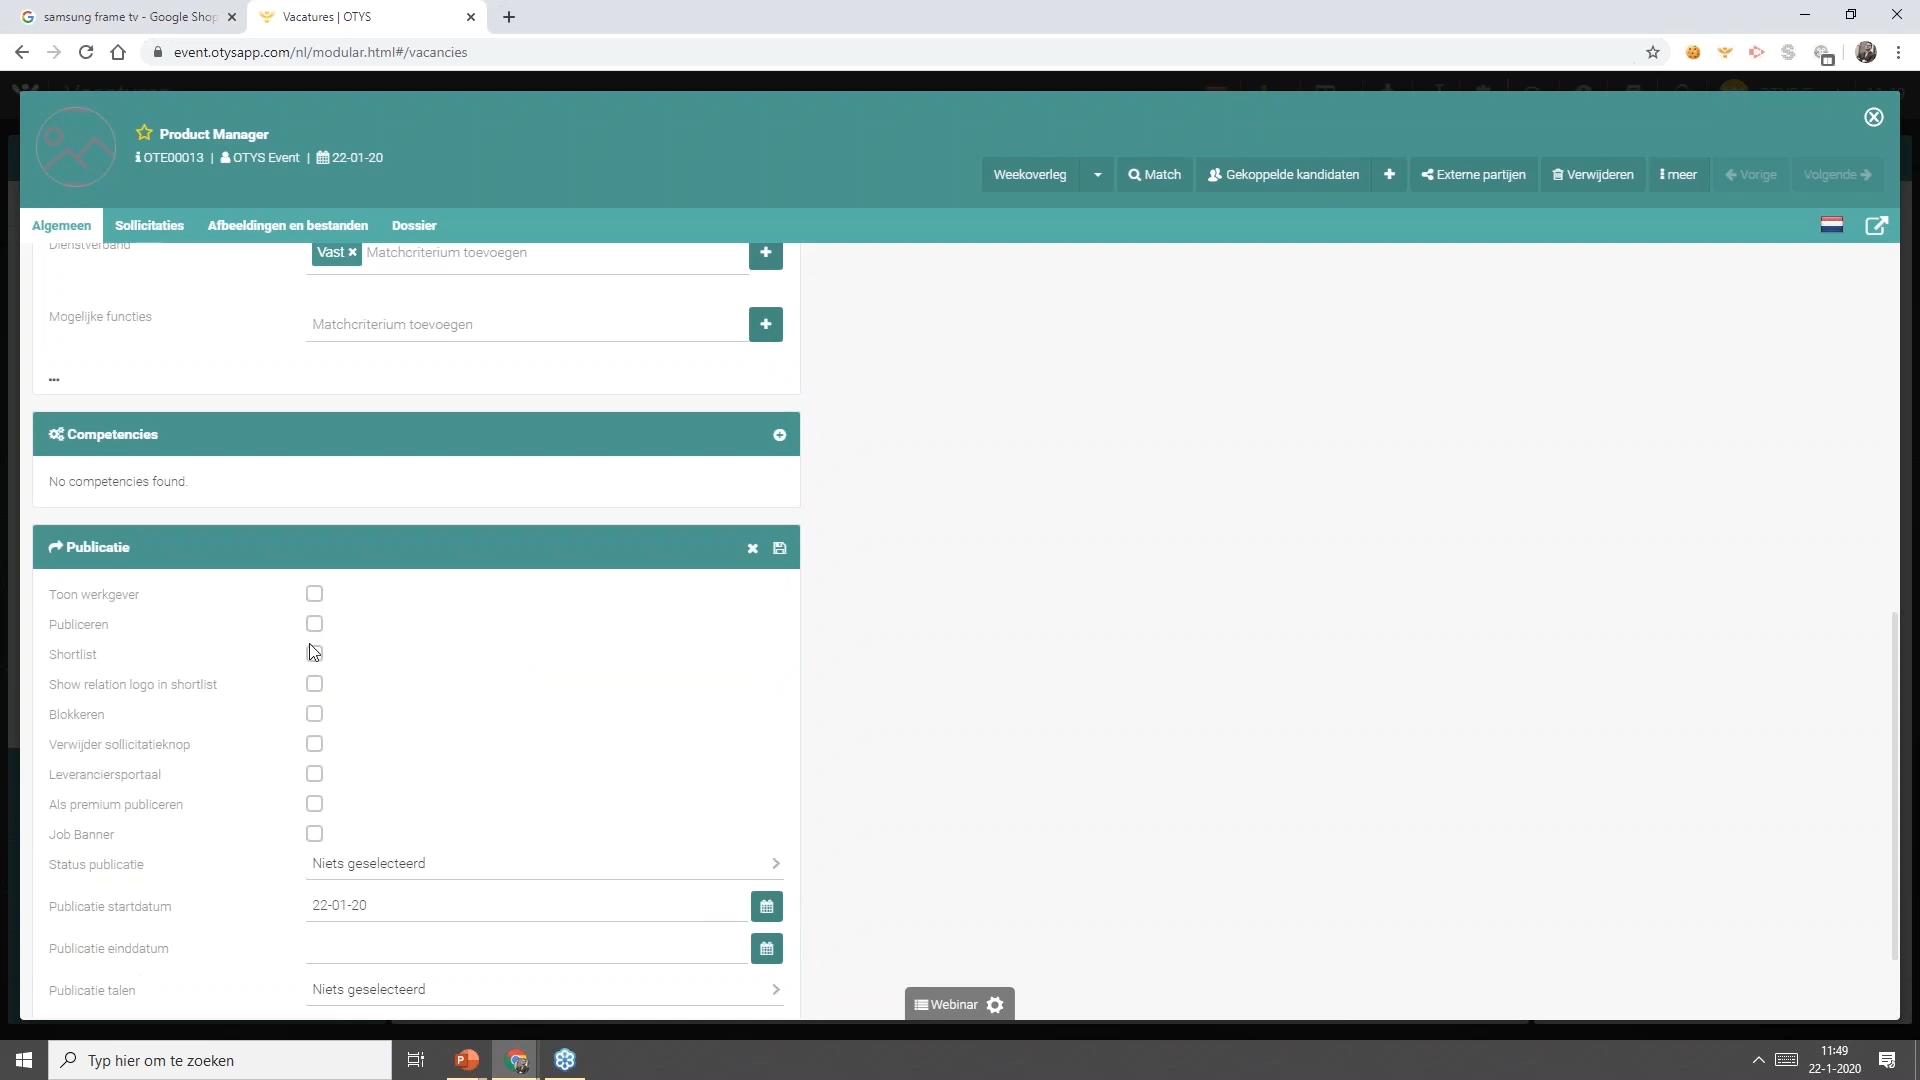 samsung frame tv - Google Shop
Vacatures | OTYS
event.otysapp.com/nl/modular.html#/vacancies
Product Manager
OTE00013 | OTYS Event | 22-01-20
Weekoverleg
Match
Gekoppelde kandidaten
Externe partijen
Verwijderen
meer
Vorige
Volgende
Algemeen
Sollicitaties
Afbeeldingen en bestanden
Dossier
Dienstverband
Vast
Matchcriterium toevoegen
Mogelijke functies
Matchcriterium toevoegen
...
Competencies
No competencies found.
Publicatie
Toon werkgever
Publiceren
Shortlist
Show relation logo in shortlist
Blokkeren
Verwijder sollicitatieknop
Leveranciersportaal
Als premium publiceren
Job Banner
Status publicatie
Niets geselecteerd
Publicatie startdatum
22-01-20
Publicatie einddatum
Publicatie talen
Niets geselecteerd
Webinar
Typ hier om te zoeken
11:49
22-1-2020